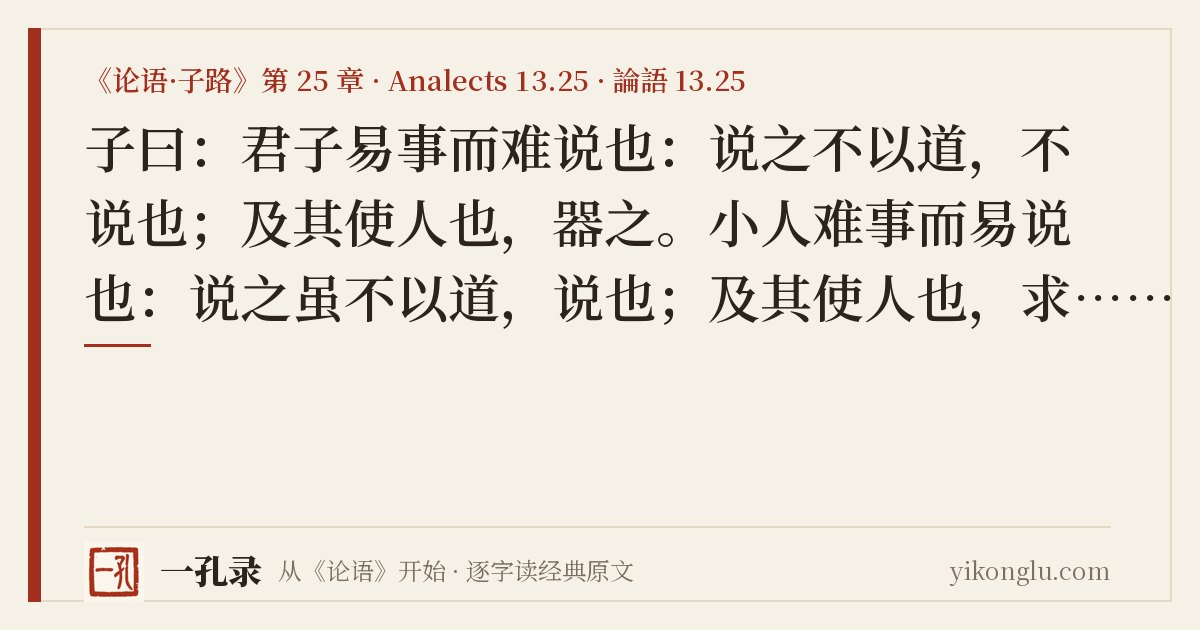 《论语·子路》第 25 章 · Analects 13.25 · 論語 13.25
子曰：君子易事而难说也：说之不以道，不
说也；及其使人也，器之。小人难事而易说
也：说之虽不以道，说也；及其使人也，求……
一孔
一孔录 从《论语》开始 · 逐字读经典原文 yikonglu.com